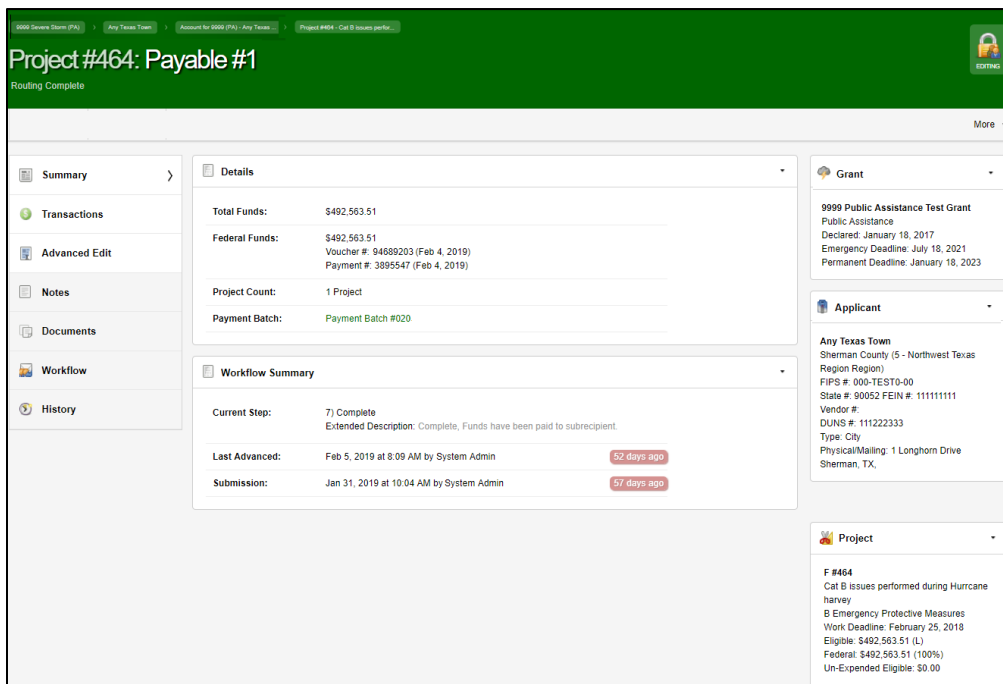 9999 Severe Storm (PA)
Any Texas Town
Account for 9999 (PA) - Any Texas ...
Project #464 - Cat B issues perfor...
Project #464: Payable #1
Routing Complete
EDITING
More
Summary
Transactions
Advanced Edit
Notes
Documents
Workflow
History
Details
Total Funds: $492,563.51
Federal Funds: $492,563.51
Voucher #: 94689203 (Feb 4, 2019)
Payment #: 3895547 (Feb 4, 2019)
Project Count: 1 Project
Payment Batch: Payment Batch #020
Workflow Summary
Current Step: 7) Complete
Extended Description: Complete, Funds have been paid to subrecipient.
Last Advanced: Feb 5, 2019 at 8:09 AM by System Admin 52 days ago
Submission: Jan 31, 2019 at 10:04 AM by System Admin 57 days ago
Grant
9999 Public Assistance Test Grant
Public Assistance
Declared: January 18, 2017
Emergency Deadline: July 18, 2021
Permanent Deadline: January 18, 2023
Applicant
Any Texas Town
Sherman County (5 - Northwest Texas
Region Region)
FIPS #: 000-TEST0-00
State #: 90052 FEIN #: 111111111
Vendor #:
DUNS #: 111222333
Type: City
Physical/Mailing: 1 Longhorn Drive
Sherman, TX,
Project
F #464
Cat B issues performed during Hurrcane
harvey
B Emergency Protective Measures
Work Deadline: February 25, 2018
Eligible: $492,563.51 (L)
Federal: $492,563.51 (100%)
Un-Expended Eligible: $0.00